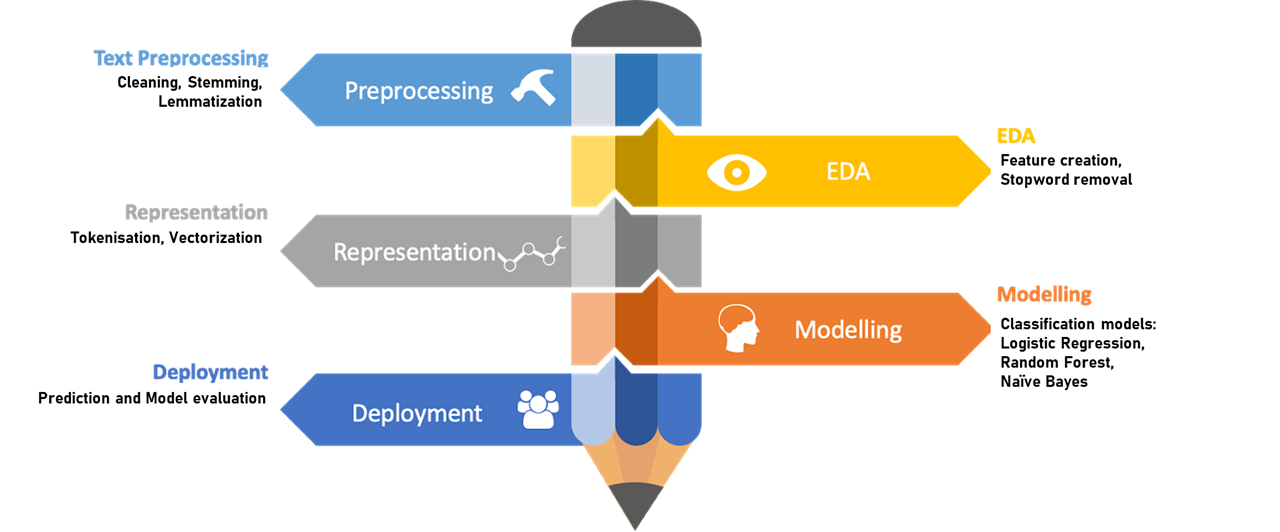 Text Preprocessing
Cleaning, Stemming,
Lemmatization
Preprocessing
EDA
EDA
Feature creation,
Stopword removal
Representation
Tokenisation, Vectorization
Representation
Modelling
Modelling
Classification models:
Logistic Regression,
Random Forest,
Naïve Bayes
Deployment
Prediction and Model evaluation
Deployment